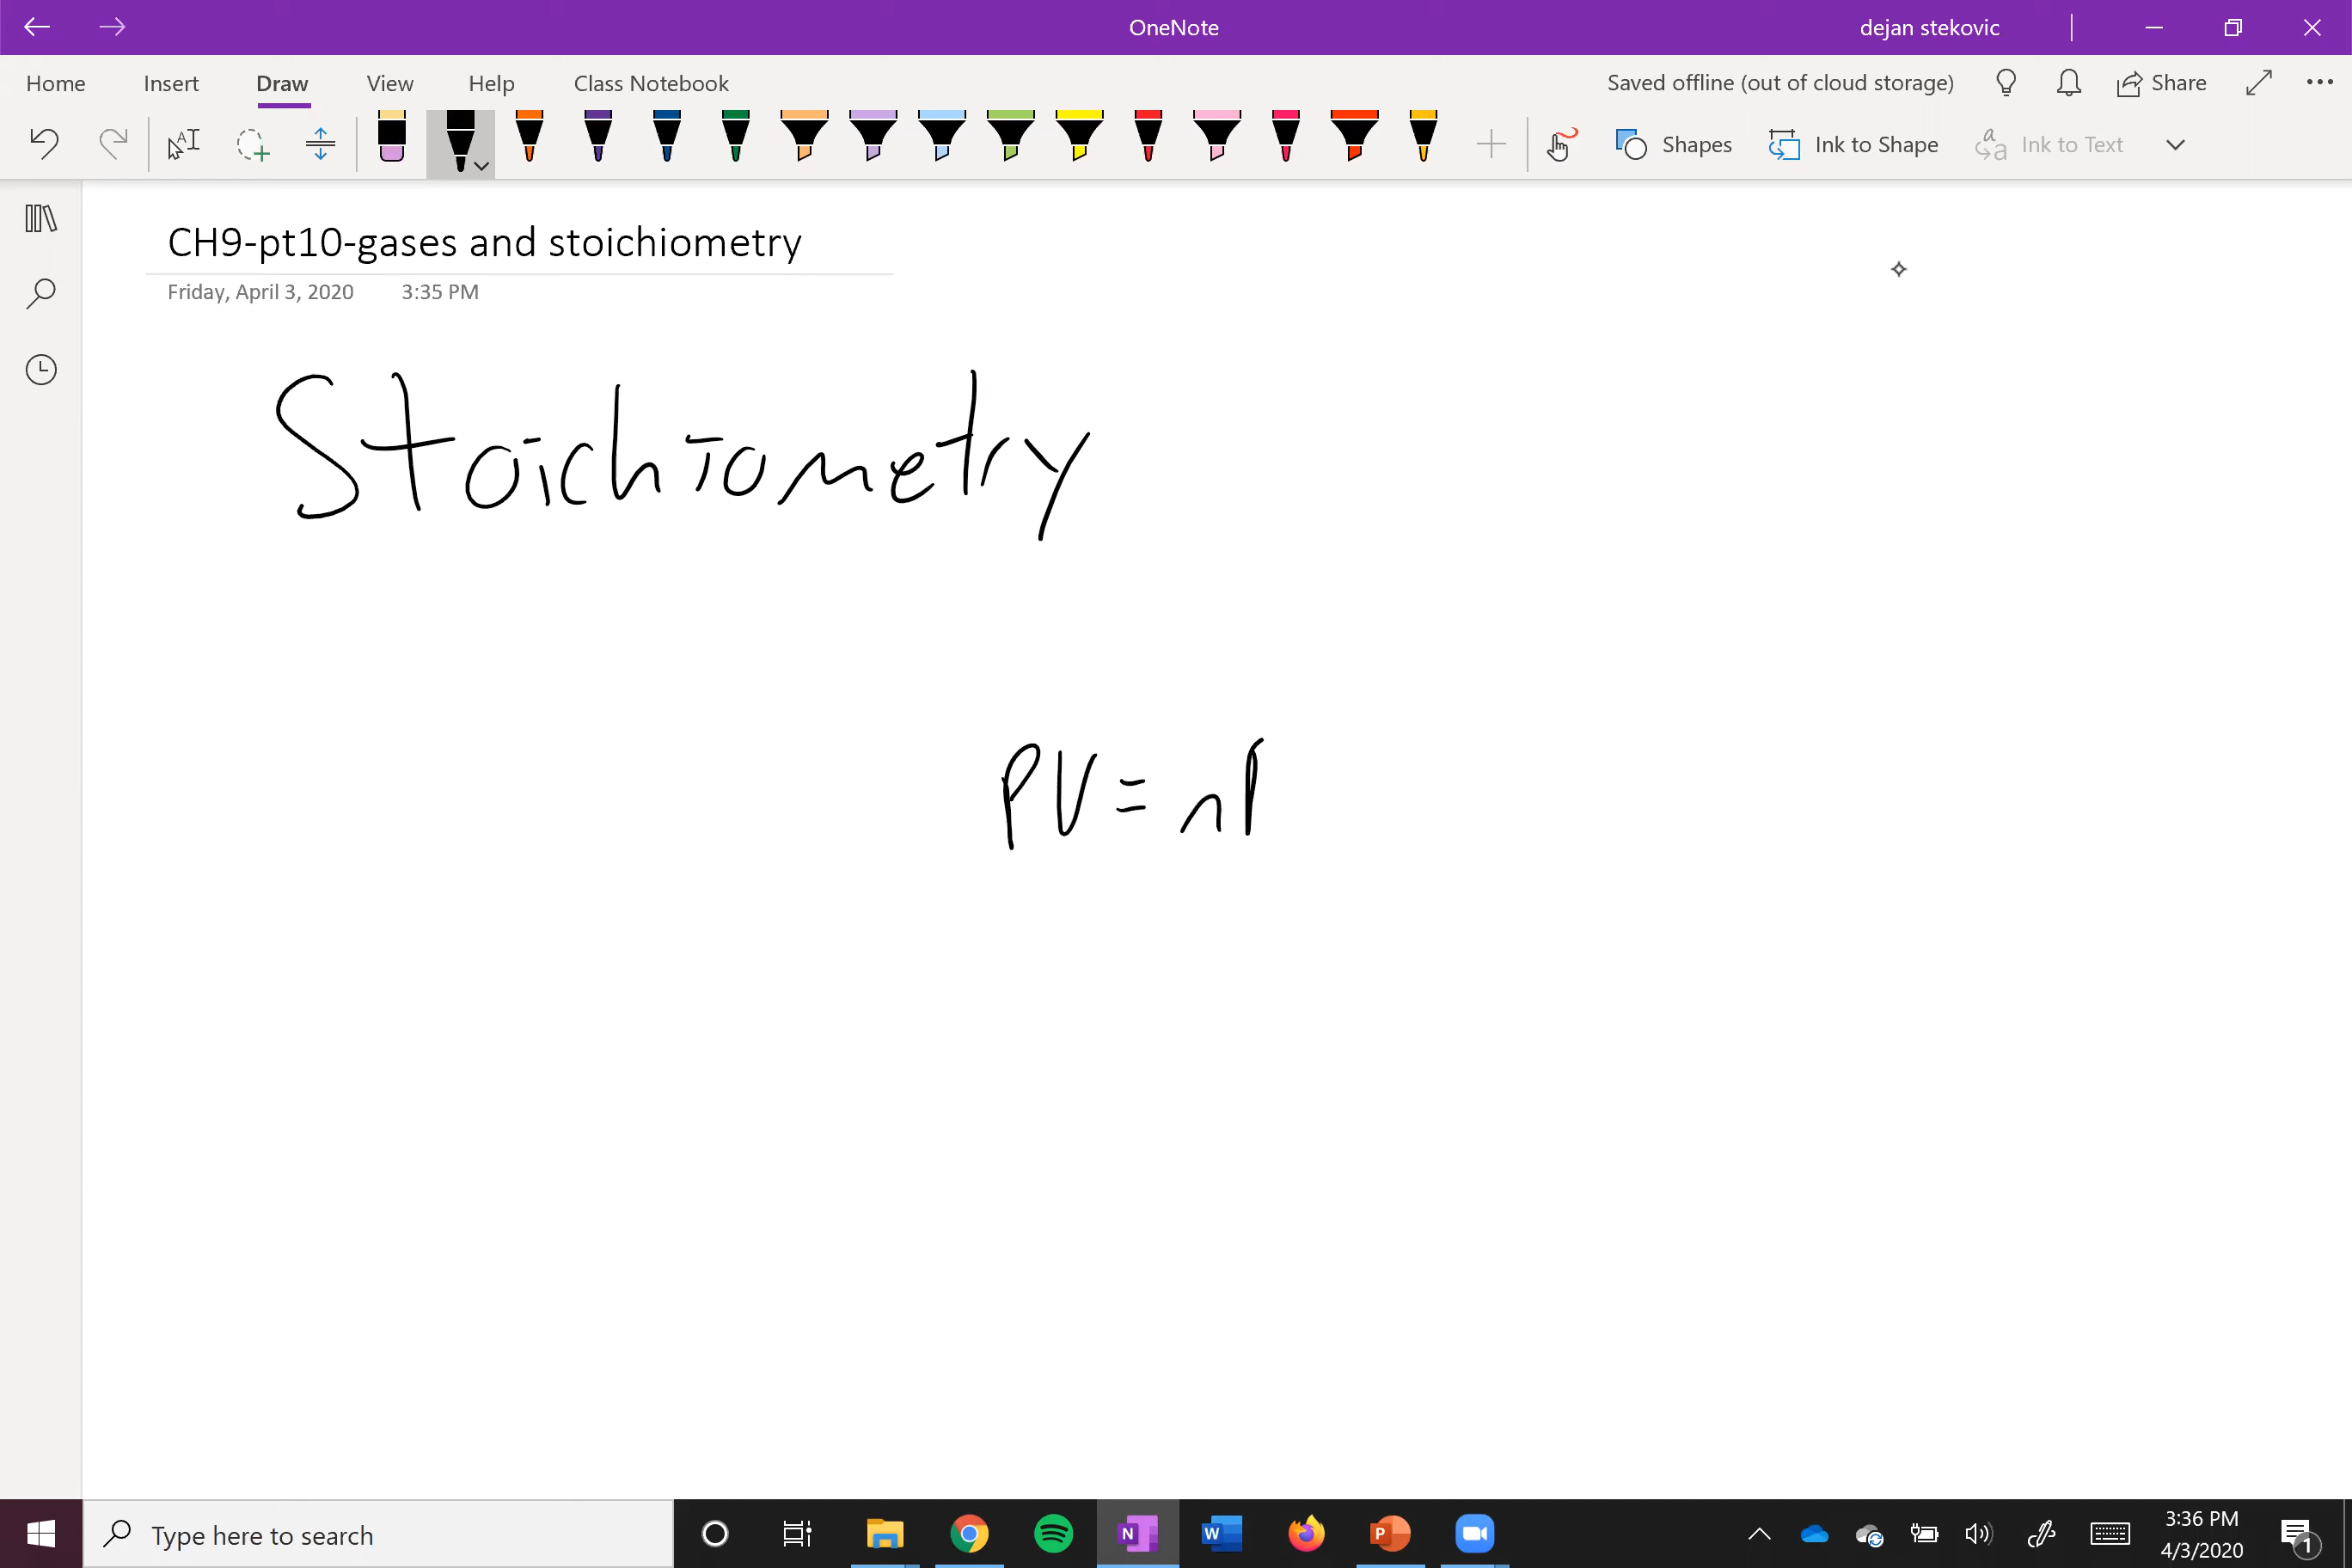 OneNote
dejan stekovic
Home Insert Draw View Help Class Notebook
Saved offline (out of cloud storage) Share
Shapes Ink to Shape Ink to Text
CH9-pt10-gases and stoichiometry
Friday, April 3, 2020 3:35 PM
Stoichiometry
PV = n
Type here to search
3:36 PM
4/3/2020
1